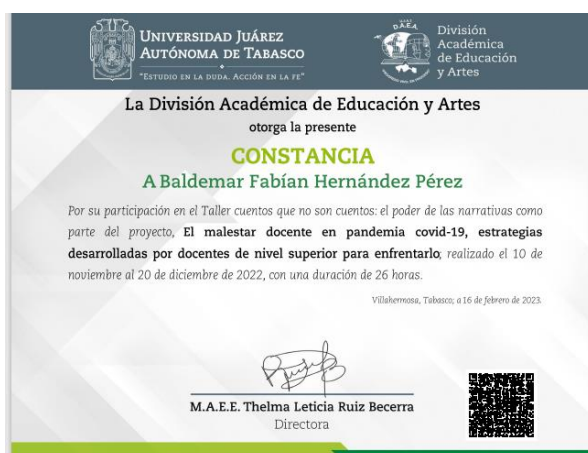 UNIVERSIDAD JUÁREZ
AUTÓNOMA DE TABASCO
"ESTUDIO EN LA DUDA. ACCIÓN EN LA FE"
D.A.E.A.
División
Académica
de Educación
y Artes
La División Académica de Educación y Artes
otorga la presente
CONSTANCIA
A Baldemar Fabían Hernández Pérez
Por su participación en el Taller cuentos que no son cuentos: el poder de las narrativas como
parte del proyecto, El malestar docente en pandemia covid-19, estrategias
desarrolladas por docentes de nivel superior para enfrentarlo; realizado el 10 de
noviembre al 20 de diciembre de 2022, con una duración de 26 horas.
Villahermosa, Tabasco; a 16 de febrero de 2023.
M.A.E.E. Thelma Leticia Ruiz Becerra
Directora